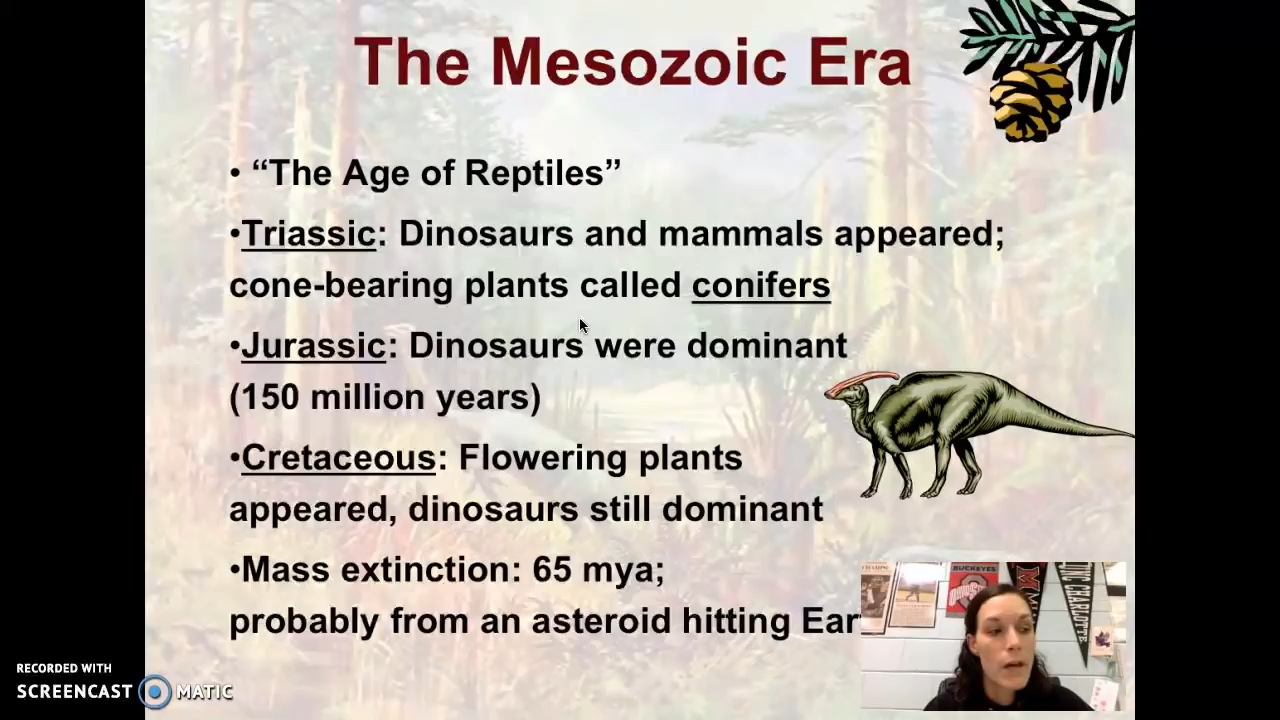 The Mesozoic Era
• “The Age of Reptiles”
•Triassic: Dinosaurs and mammals appeared;
cone-bearing plants called conifers
•Jurassic: Dinosaurs were dominant
(150 million years)
•Cretaceous: Flowering plants
appeared, dinosaurs still dominant
•Mass extinction: 65 mya;
probably from an asteroid hitting Ear
BUCKEYES
CHARLOTTE
RECORDED WITH
SCREENCAST MATIC